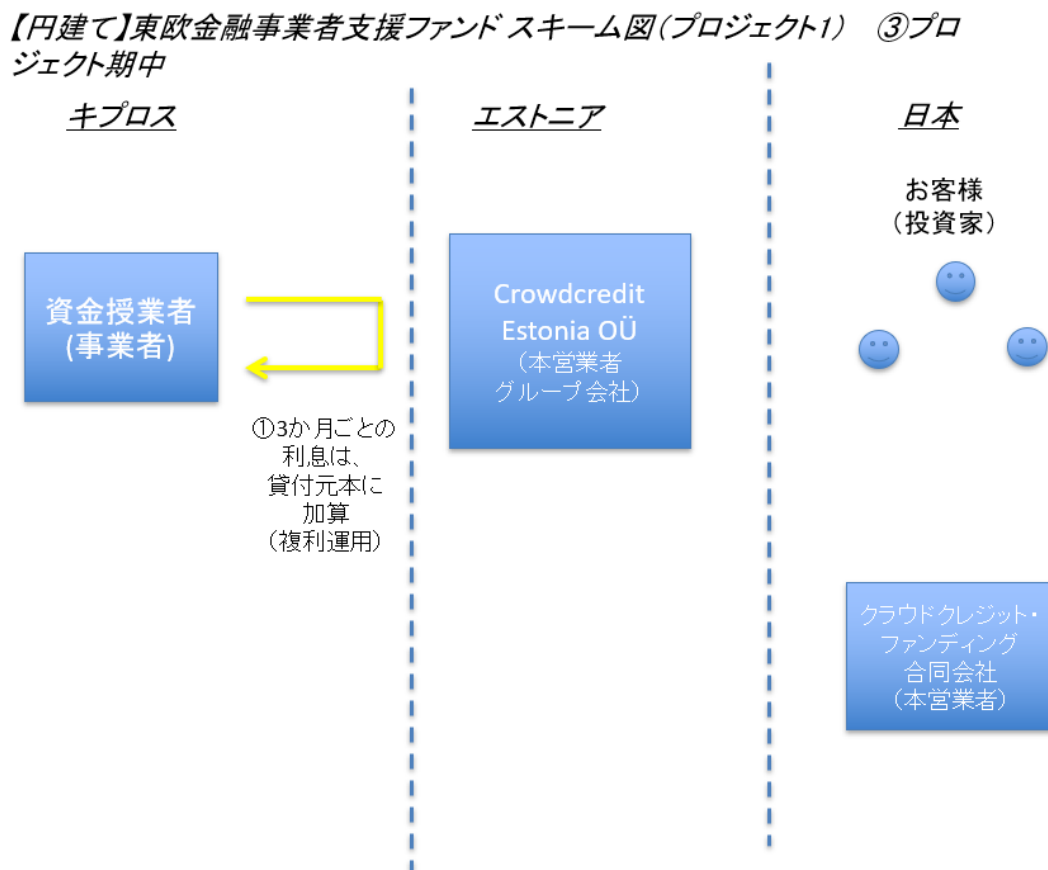 【円建て】東欧金融事業者支援ファンド スキーム図(プロジェクト1) ③プロ
ジェクト期中
キプロス
エストニア
日本
お客様
(投資家)
資金授業者
(事業者)
Crowdcredit
Estonia OÜ
(本営業者
グループ会社)
①3か月ごとの
利息は、
貸付元本に
加算
(複利運用)
クラウドクレジット・
ファンディング
合同会社
(本営業者)